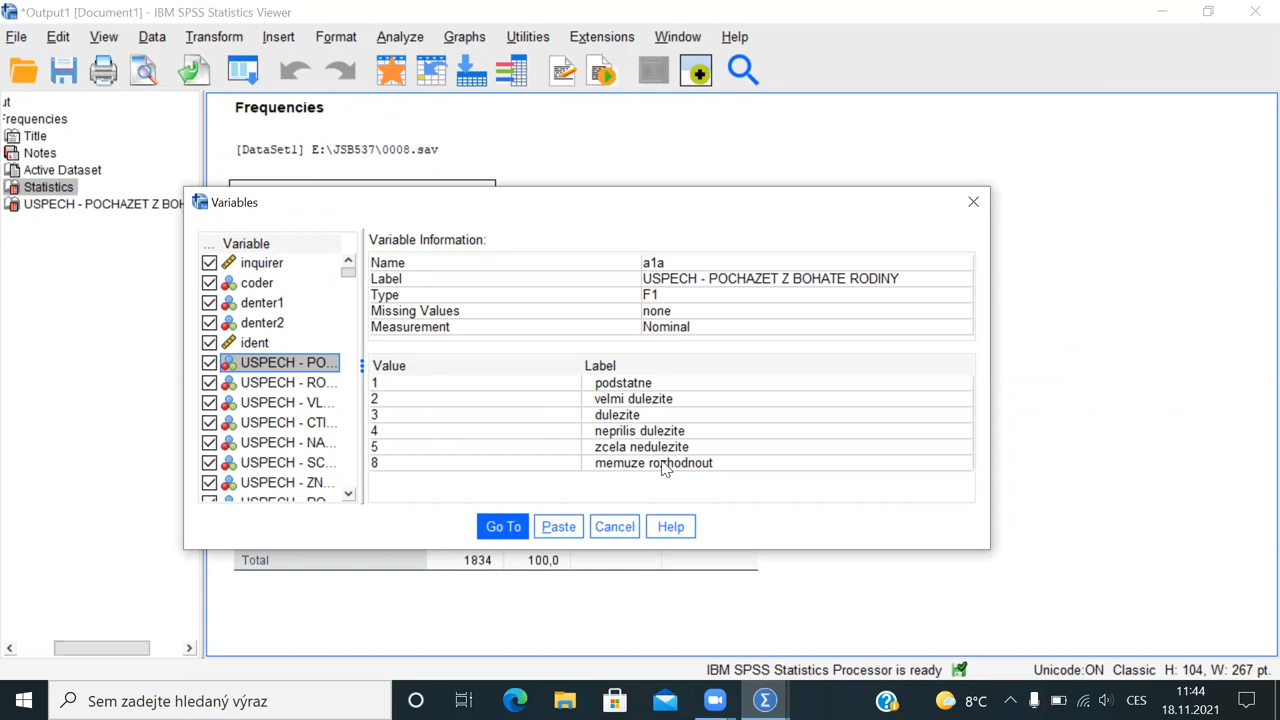 *Output1 [Document1] - IBM SPSS Statistics Viewer
File Edit View Data Transform Insert Format Analyze Graphs Utilities Extensions Window Help
Frequencies
Title
Notes
Active Dataset
Statistics
USPECH - POCHAZET Z BOH
Frequencies
[DataSet1] E:\JSB537\0008.sav
Variables
... Variable
inquirer
coder
denter1
denter2
ident
USPECH - PO...
USPECH - RO...
USPECH - VL...
USPECH - CTI...
USPECH - NA...
USPECH - SC...
USPECH - ZN...
Variable Information:
Name a1a
Label USPECH - POCHAZET Z BOHATE RODINY
Type F1
Missing Values none
Measurement Nominal
Value Label
1 podstatne
2 velmi dulezite
3 dulezite
4 neprilis dulezite
5 zcela nedulezite
8 memuze rozhodnout
Go To Paste Cancel Help
Total 1834 100,0
IBM SPSS Statistics Processor is ready Unicode:ON Classic H: 104, W: 267 pt.
Sem zadejte hledaný výraz 8°C CES 11:44
18.11.2021